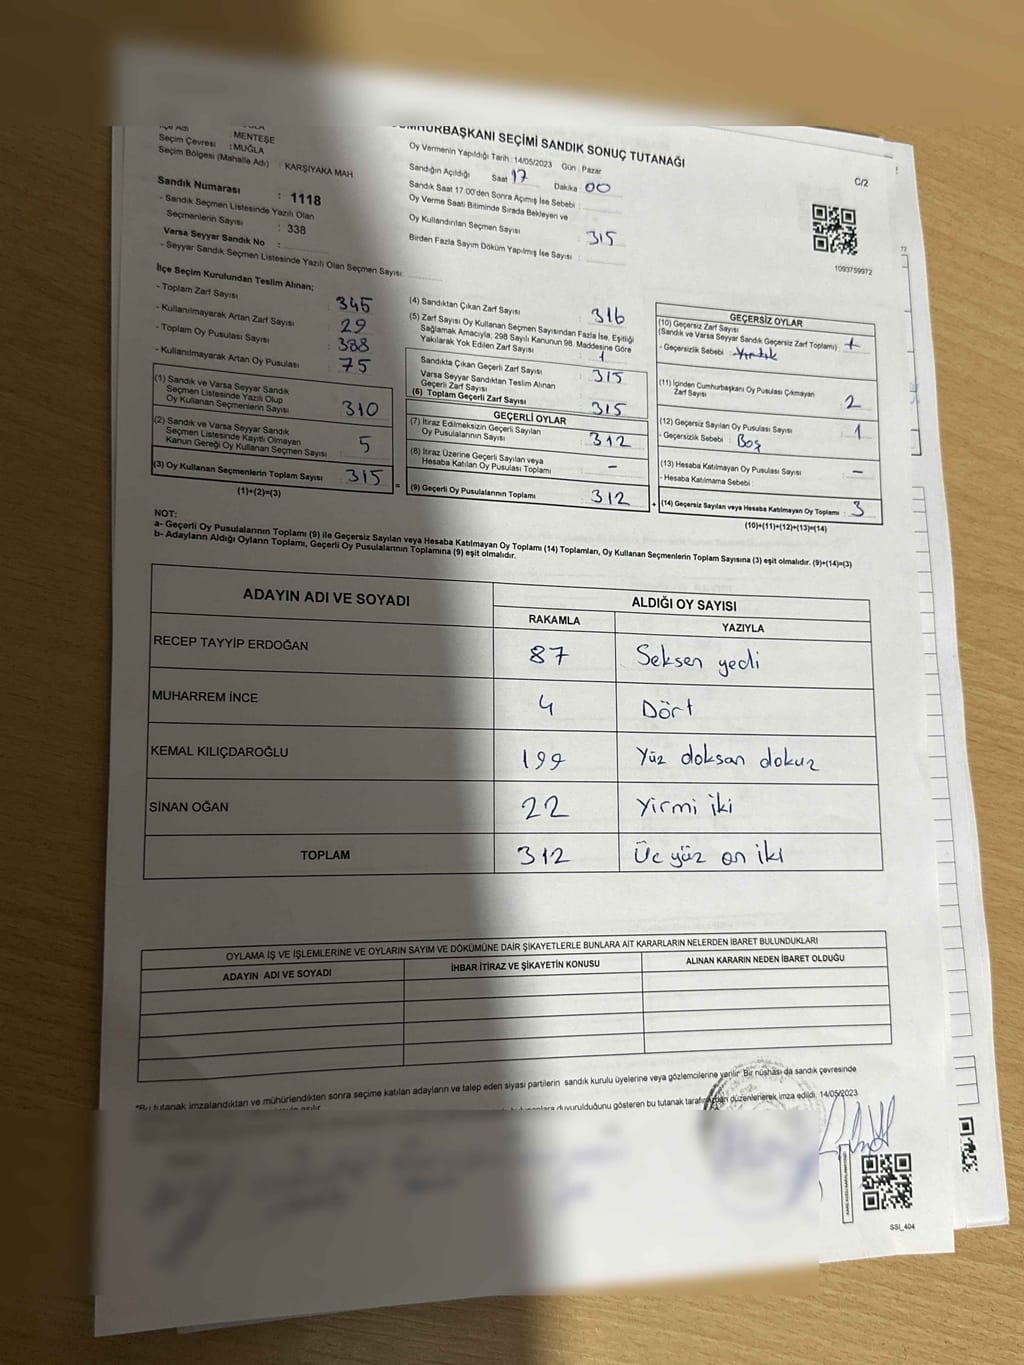 CUMHURBAŞKANI SEÇİMİ SANDIK SONUÇ TUTANAĞI
C/2
İlçe Adı : MENTEŞE
Seçim Çevresi : MUĞLA
Seçim Bölgesi (Mahalle Adı) : KARŞIYAKA MAH
Sandık Numarası : 1118
- Sandık Seçmen Listesinde Yazılı Olan
Seçmenlerin Sayısı : 338
Varsa Seyyar Sandık No :
- Seyyar Sandık Seçmen Listesinde Yazılı Olan Seçmen Sayısı:
Oy Vermenin Yapıldığı Tarih : 14/05/2023 Gün : Pazar
Sandığın Açıldığı Saat 17 Dakika 00
Sandık Saat 17.00'den Sonra Açımış İse Sebebi :
Oy Verme Saati Bitiminde Sırada Bekleyen ve
Oy Kullandırılan Seçmen Sayısı : 315
Birden Fazla Sayım Döküm Yapılmış İse Sayısı :
1093759972
İlçe Seçim Kurulundan Teslim Alınan;
- Toplam Zarf Sayısı : 345
- Kullanılmayarak Artan Zarf Sayısı : 29
- Toplam Oy Pusulası Sayısı : 388
- Kullanılmayarak Artan Oy Pusulası : 75
(1) Sandık ve Varsa Seyyar Sandık
Seçmen Listesinde Yazılı Olup
Oy Kullanan Seçmenlerin Sayısı : 310
(2) Sandık ve Varsa Seyyar Sandık
Seçmen Listesinde Kayıtlı Olmayan
Kanun Gereği Oy Kullanan Seçmen Sayısı : 5
(3) Oy Kullanan Seçmenlerin Toplam Sayısı : 315
(1)+(2)=(3)
=
(4) Sandıktan Çıkan Zarf Sayısı : 316
(5) Zarf Sayısı Oy Kullanan Seçmen Sayısından Fazla İse, Eşitliği
Sağlamak Amacıyla; 298 Sayılı Kanunun 98. Maddesine Göre
Yakılarak Yok Edilen Zarf Sayısı : 1
Sandıkta Çıkan Geçerli Zarf Sayısı : 315
Varsa Seyyar Sandıktan Teslim Alınan
Geçerli Zarf Sayısı :
(6) Toplam Geçerli Zarf Sayısı : 315
GEÇERLİ OYLAR
(7) İtiraz Edilmeksizin Geçerli Sayılan
Oy Pusulalarının Sayısı : 312
(8) İtiraz Üzerine Geçerli Sayılan veya
Hesaba Katılan Oy Pusulası Toplamı : -
(9) Geçerli Oy Pusulalarının Toplamı : 312
+
GEÇERSİZ OYLAR
(10) Geçersiz Zarf Sayısı
(Sandık ve Varsa Seyyar Sandık Geçersiz Zarf Toplamı) :
- Geçersizlik Sebebi :
(11) İçinden Cumhurbaşkanı Oy Pusulası Çıkmayan
Zarf Sayısı : 2
(12) Geçersiz Sayılan Oy Pusulası Sayısı : 1
- Geçersizlik Sebebi : Boş
(13) Hesaba Katılmayan Oy Pusulası Sayısı : -
- Hesaba Katılmama Sebebi :
(14) Geçersiz Sayılan veya Hesaba Katılmayan Oy Toplamı : 3
(10)+(11)+(12)+(13)=(14)
NOT:
a- Geçerli Oy Pusulalarının Toplamı (9) ile Geçersiz Sayılan veya Hesaba Katılmayan Oy Toplamı (14) Toplamları, Oy Kullanan Seçmenlerin Toplam Sayısına (3) eşit olmalıdır. (9)+(14)=(3)
b- Adayların Aldığı Oyların Toplamı, Geçerli Oy Pusulalarının Toplamına (9) eşit olmalıdır.
ADAYIN ADI VE SOYADI ALDIĞI OY SAYISI
RAKAMLA YAZIYLA
RECEP TAYYİP ERDOĞAN 87 Seksen yedi
MUHARREM İNCE 4 Dört
KEMAL KILIÇDAROĞLU 199 Yüz doksan dokuz
SİNAN OĞAN 22 Yirmi iki
TOPLAM 312 Üc yüz on iki
OYLAMA İŞ VE İŞLEMLERİNE VE OYLARIN SAYIM VE DÖKÜMÜNE DAİR ŞİKAYETLERLE BUNLARA AİT KARARLARIN NELERDEN İBARET BULUNDUKLARI
ADAYIN ADI VE SOYADI İHBAR İTİRAZ VE ŞİKAYETİN KONUSU ALINAN KARARIN NEDEN İBARET OLDUĞU
*Bu tutanak imzalandıktan ve mühürlendikten sonra seçime katılan adayların ve talep eden siyasi partilerin sandık kurulu üyelerine veya gözlemcilerine verilir. Bir nüshası da sandık çevresinde
duyurulduğunu gösteren bu tutanak tarafımızdan düzenlenerek imza edildi. 14/05/2023
SSI_404